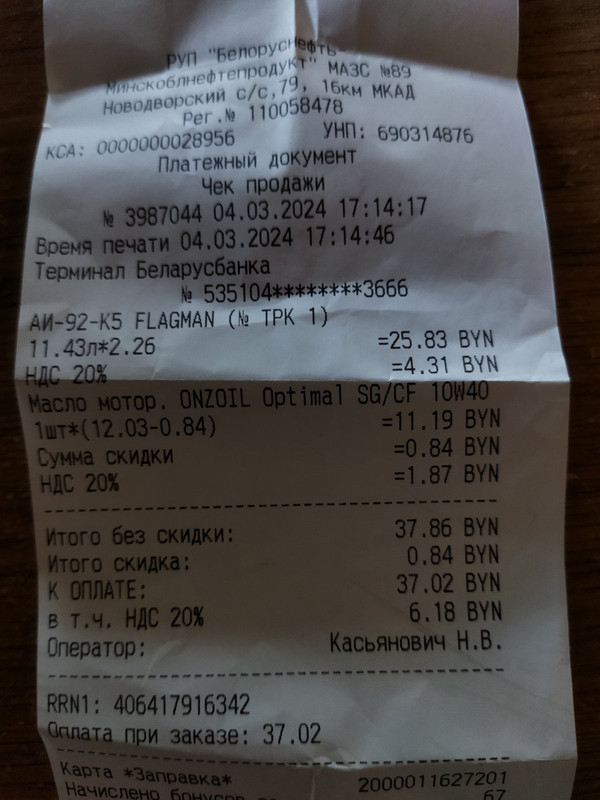 РУП "Белоруснефть-
Минскоблнефтепродукт" МАЗС №89
Новодворский с/с,79, 16км МКАД
Рег.№ 110058478
КСА: 0000000028956 УНП: 690314876
Платежный документ
Чек продажи
№ 3987044 04.03.2024 17:14:17
Время печати 04.03.2024 17:14:46
Терминал Беларусбанка
№ 535104********3666
АИ-92-К5 FLAGMAN (№ ТРК 1)
11.43л*2.26 =25.83 BYN
НДС 20% =4.31 BYN
Масло мотор. ONZOIL Optimal SG/CF 10W40
1шт*(12.03-0.84) =11.19 BYN
Сумма скидки =0.84 BYN
НДС 20% =1.87 BYN
Итого без скидки: 37.86 BYN
Итого скидка: 0.84 BYN
К ОПЛАТЕ: 37.02 BYN
в т.ч. НДС 20% 6.18 BYN
Оператор: Касьянович Н.В.
RRN1: 406417916342
Оплата при заказе: 37.02
Карта *Заправка* 2000011627201
Начислено бонусов 67